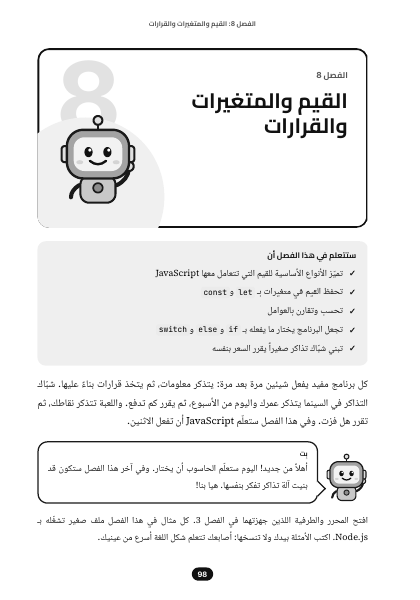 الفصل 8: القيم والمتغيرات والقرارات
8
الفصل 8
القيم والمتغيرات
والقرارات
ستتعلم في هذا الفصل أن
✓ تميّز الأنواع الأساسية للقيم التي تتعامل معها JavaScript
✓ تحفظ القيم في متغيرات بـ let و const
✓ تحسب وتقارن بالعوامل
✓ تجعل البرنامج يختار ما يفعله بـ if و else و switch
✓ تبني شبّاك تذاكر صغيراً يقرر السعر بنفسه
كل برنامج مفيد يفعل شيئين مرة بعد مرة: يتذكر معلومات، ثم يتخذ قرارات بناءً عليها. شبّاك
التذاكر في السينما يتذكر عمرك واليوم من الأسبوع، ثم يقرر كم تدفع. واللعبة تتذكر نقاطك، ثم
تقرر هل فزت. وفي هذا الفصل ستعلّم JavaScript أن تفعل الاثنين.
بت
أهلاً من جديد! اليوم ستعلّم الحاسوب أن يختار. وفي آخر هذا الفصل ستكون قد
بنيت آلة تذاكر تفكر بنفسها. هيا بنا!
افتح المحرر والطرفية اللذين جهزتهما في الفصل 3. كل مثال في هذا الفصل ملف صغير تشغّله بـ
Node.js. اكتب الأمثلة بيدك ولا تنسخها: أصابعك تتعلم شكل اللغة أسرع من عينيك.
98